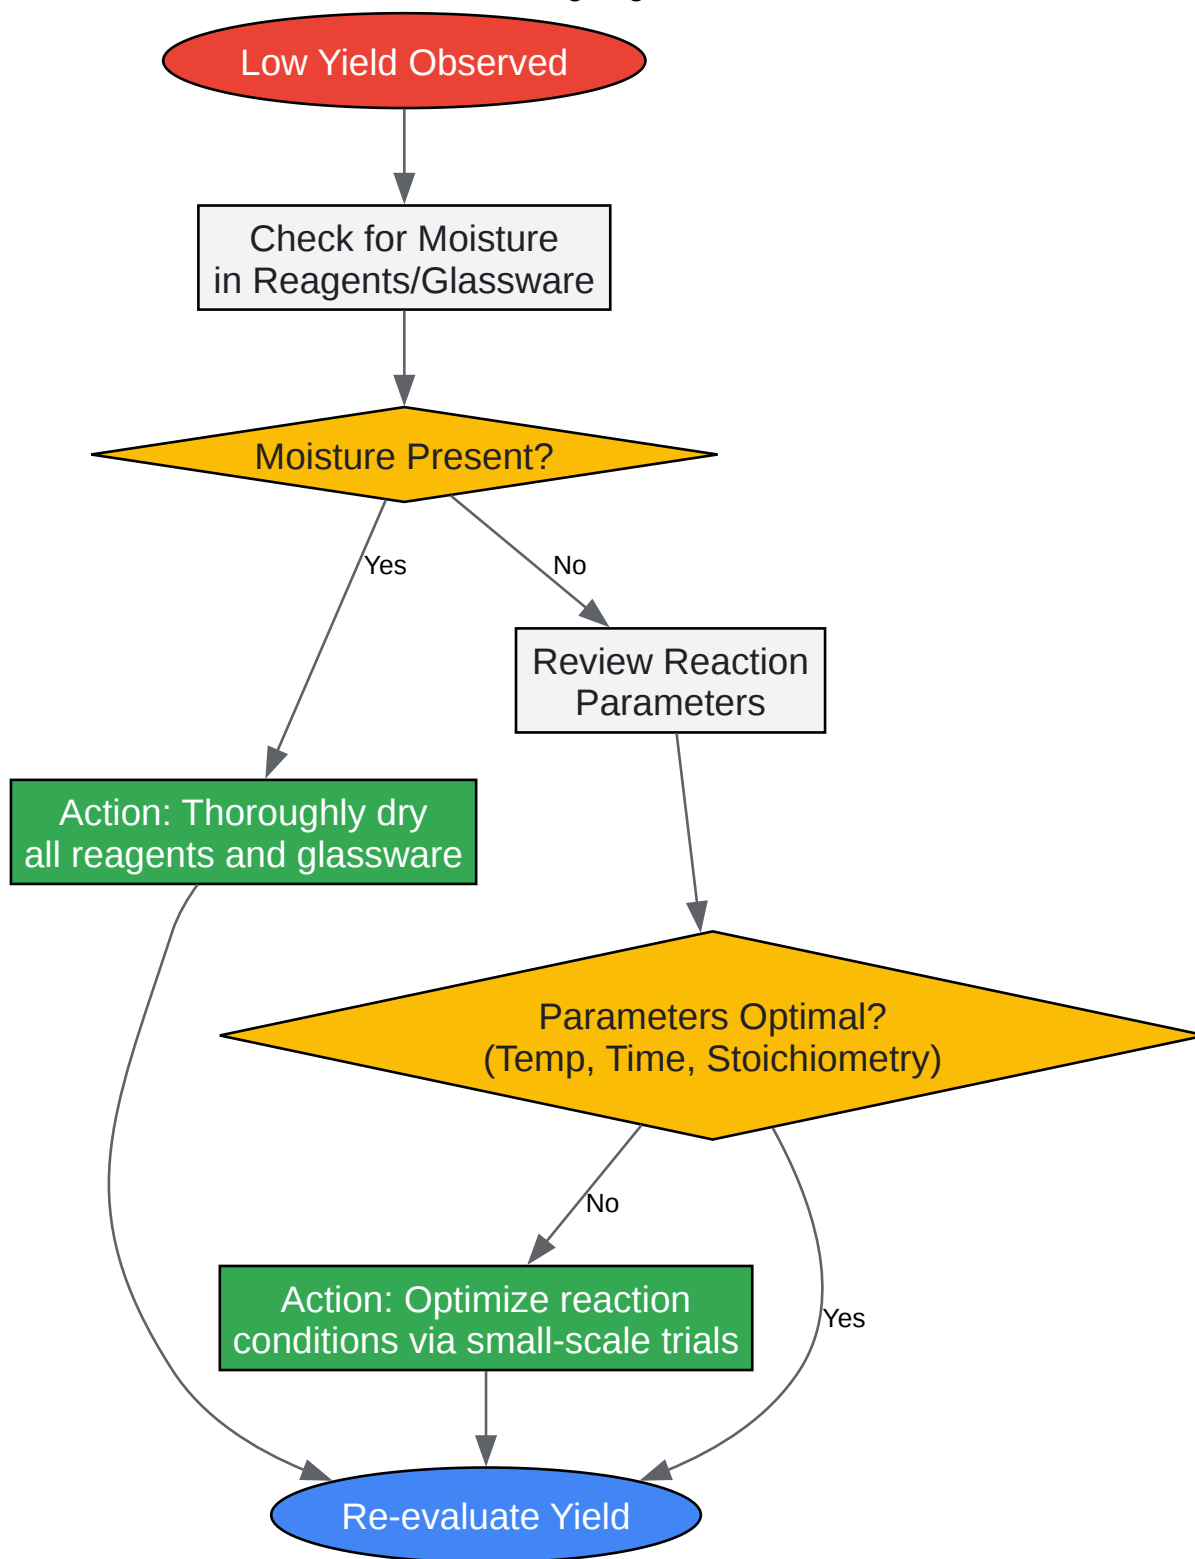 Low Yield Observed
Check for Moisture
in Reagents/Glassware
Moisture Present?
Yes
No
Review Reaction
Parameters
Action: Thoroughly dry
all reagents and glassware
Parameters Optimal?
(Temp, Time, Stoichiometry)
No
Action: Optimize reaction
conditions via small-scale trials
Yes
Re-evaluate Yield